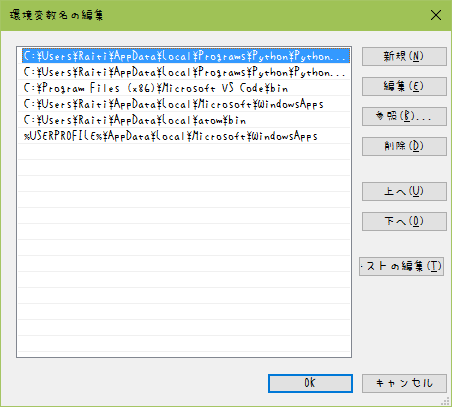 環境変数名の編集
C:¥Users¥Raiti¥AppData¥Local¥Programs¥Python¥Python...
C:¥Users¥Raiti¥AppData¥Local¥Programs¥Python¥Python...
C:¥Program Files (x86)¥Microsoft VS Code¥bin
C:¥Users¥Raiti¥AppData¥Local¥Microsoft¥WindowsApps
C:¥Users¥Raiti¥AppData¥Local¥atom¥bin
%USERPROFILE%¥AppData¥Local¥Microsoft¥WindowsApps
新規(N)
編集(E)
参照(B)...
削除(D)
上へ(U)
下へ(O)
ストの編集(T)
OK
キャンセル